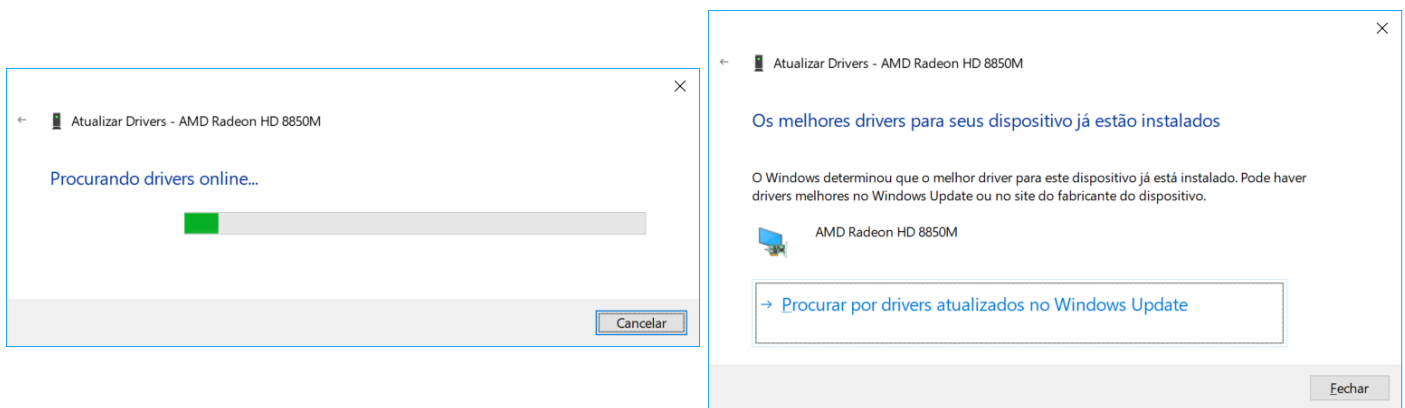 Atualizar Drivers - AMD Radeon HD 8850M
Procurando drivers online...
Cancelar
Atualizar Drivers - AMD Radeon HD 8850M
Os melhores drivers para seus dispositivo já estão instalados
O Windows determinou que o melhor driver para este dispositivo já está instalado. Pode haver
drivers melhores no Windows Update ou no site do fabricante do dispositivo.
AMD Radeon HD 8850M
Procurar por drivers atualizados no Windows Update
Fechar